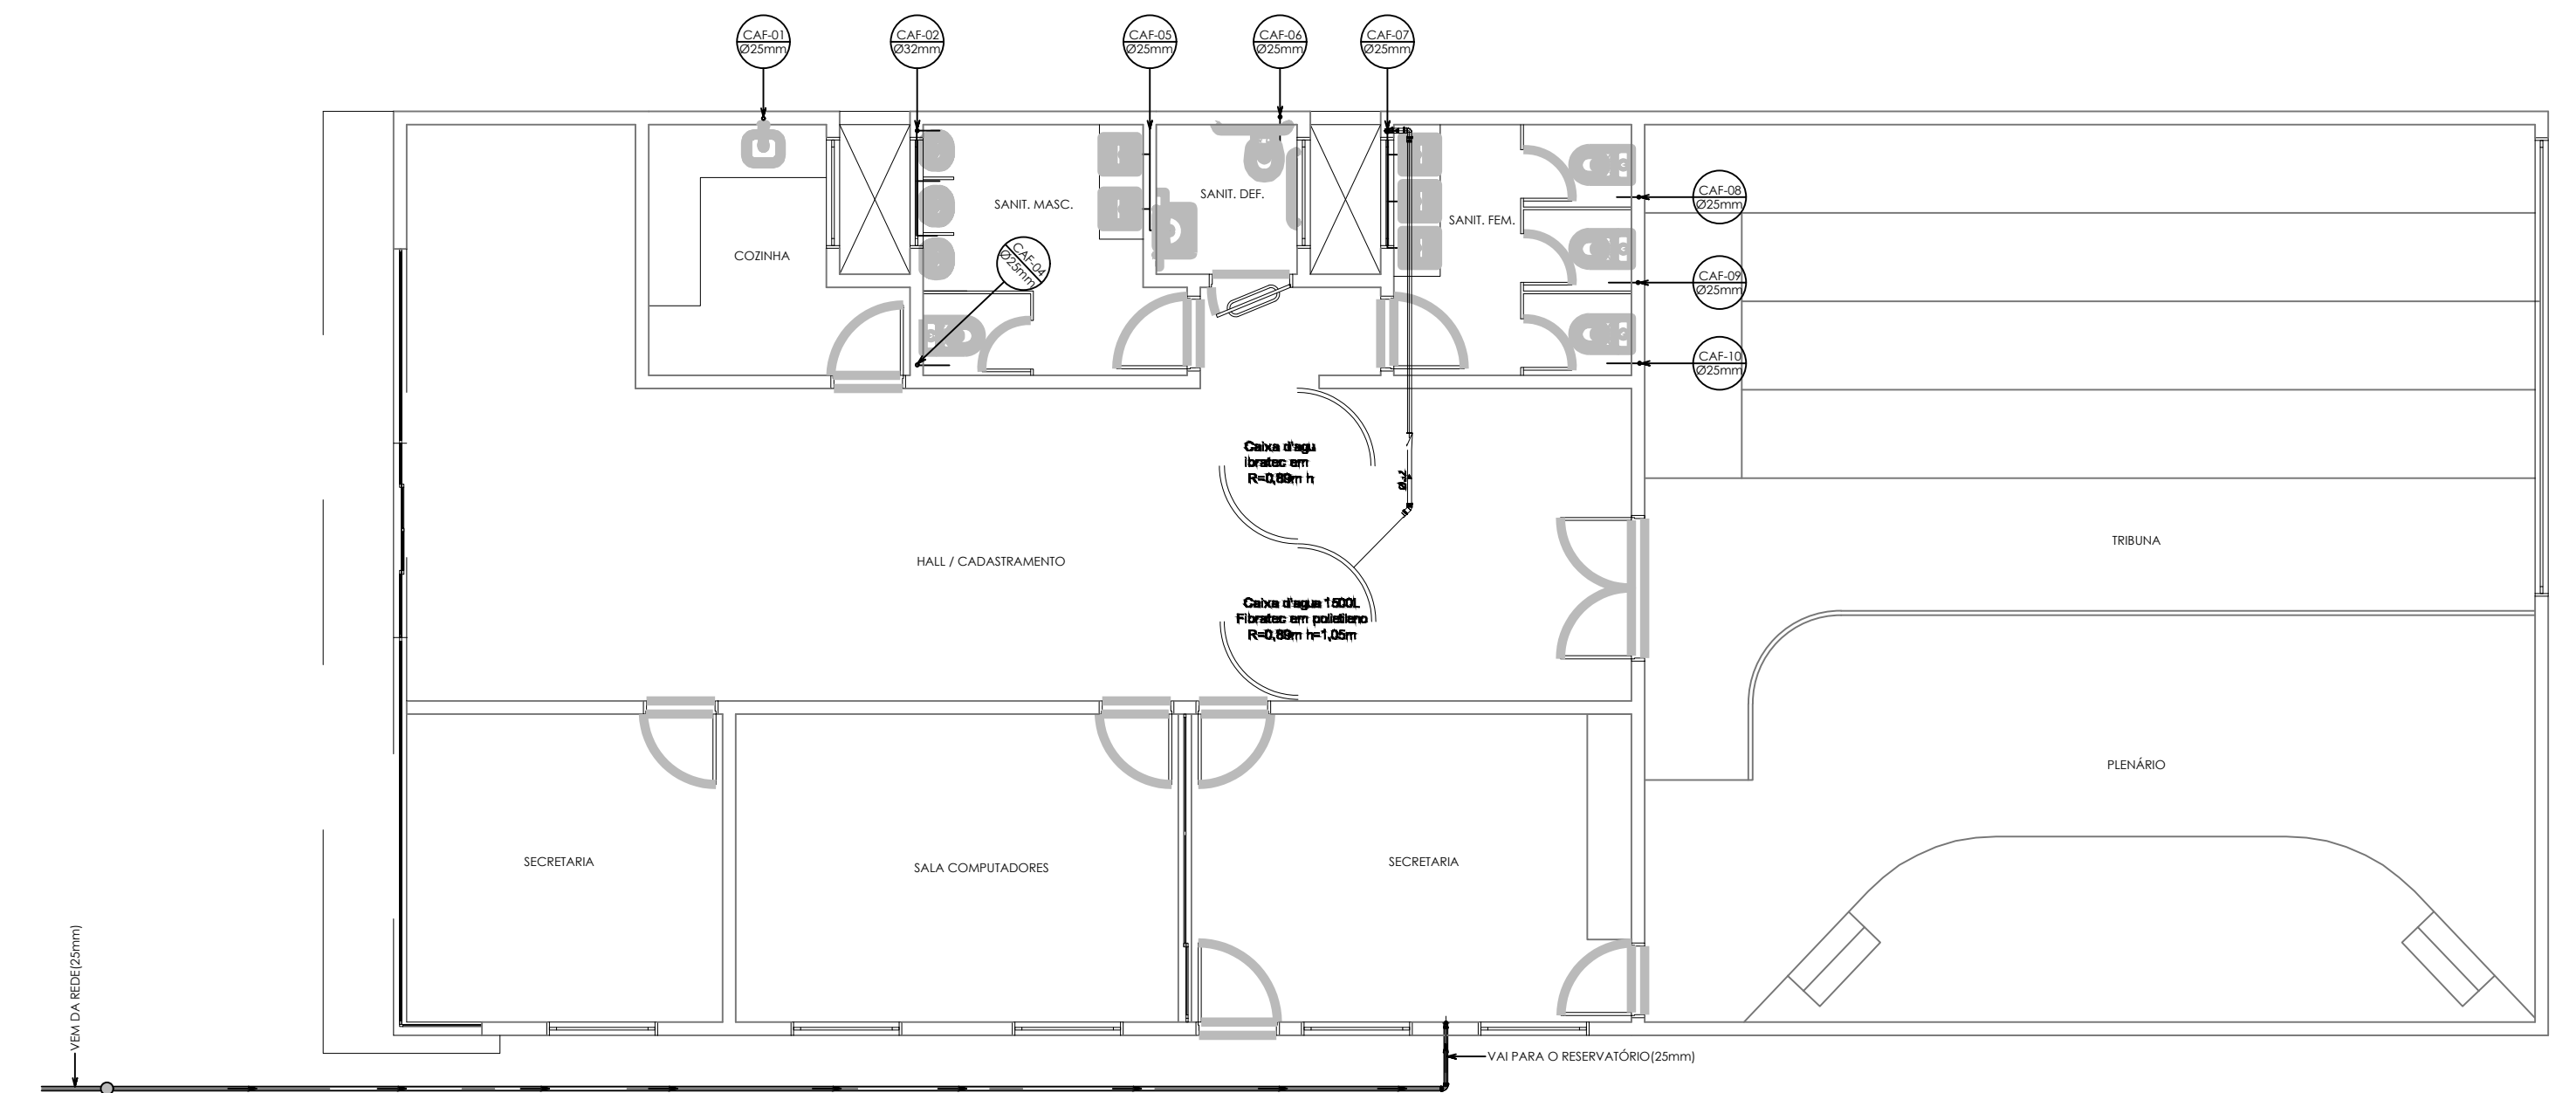 CAF-01
Ø25mm
CAF-02
Ø32mm
CAF-05
Ø25mm
CAF-06
Ø25mm
CAF-07
Ø25mm
CAF-08
Ø25mm
SANIT. MASC.
SANIT. DEF.
SANIT. FEM.
COZINHA
CAF-04
Ø25mm
CAF-09
Ø25mm
CAF-10
Ø25mm
Caixa d'agu
ibratec em
R=0,89m h
HALL / CADASTRAMENTO
TRIBUNA
Caixa d'agua 1500L
Fibratec em polietileno
R=0,89m h=1,05m
PLENÁRIO
SECRETARIA
SALA COMPUTADORES
SECRETARIA
VEM DA REDE(25mm)
VAI PARA O RESERVATÓRIO(25mm)